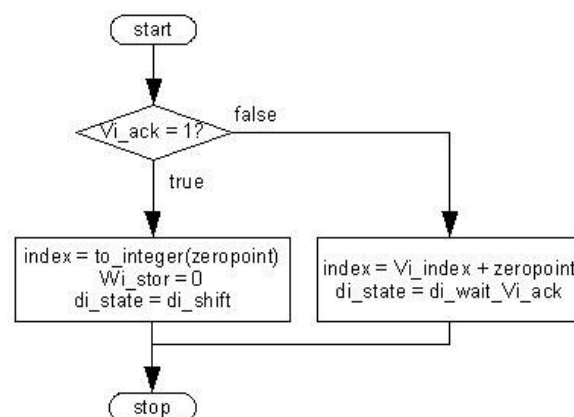 start
Vi_ack = 1?
false
true
index = to_integer(zeropoint)
Wi_stor = 0
di_state = di_shift
index = Vi_index + zeropoint
di_state = di_wait_Vi_ack
stop